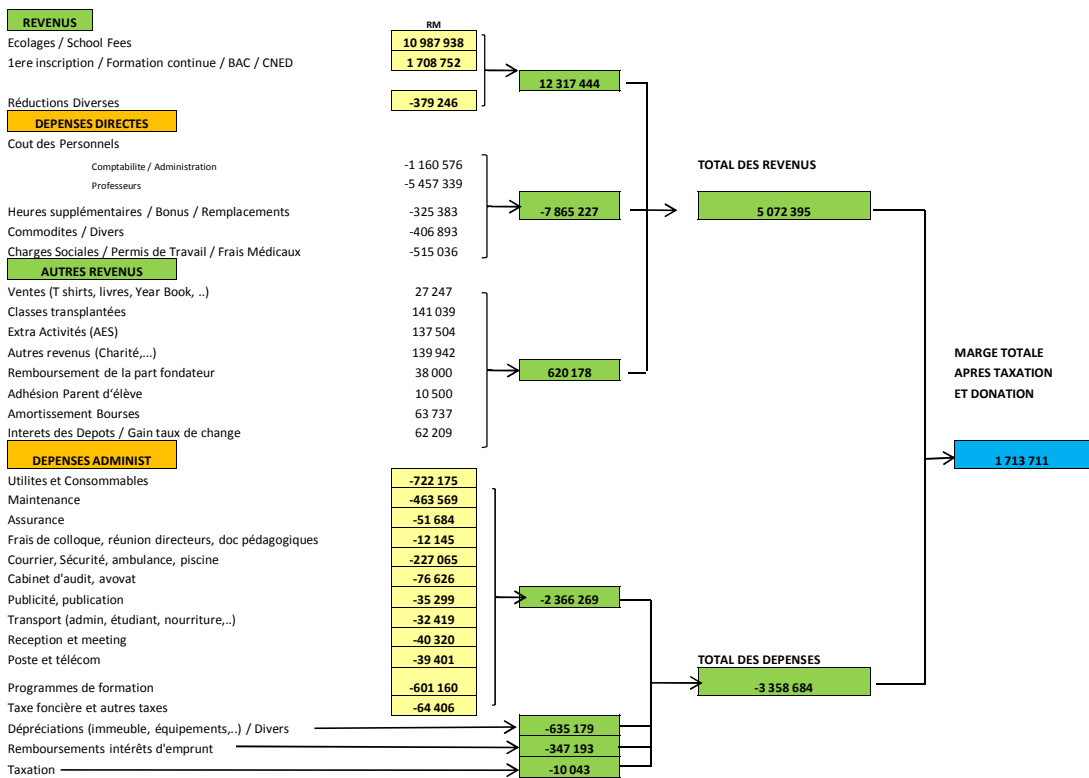 REVENUS
RM
Ecolages / School Fees 10 987 938
1ere inscription / Formation continue / BAC / CNED 1 708 752
12 317 444
Réductions Diverses -379 246
DEPENSES DIRECTES
Cout des Personnels
Comptabilite / Administration -1 160 576 TOTAL DES REVENUS
Professeurs -5 457 339
Heures supplémentaires / Bonus / Remplacements -325 383 -7 865 227 5 072 395
Commodites / Divers -406 893
Charges Sociales / Permis de Travail / Frais Médicaux -515 036
AUTRES REVENUS
Ventes (T shirts, livres, Year Book, ..) 27 247
Classes transplantées 141 039
Extra Activités (AES) 137 504
Autres revenus (Charité,...) 139 942 MARGE TOTALE
Remboursement de la part fondateur 38 000 620 178 APRES TAXATION
Adhésion Parent d'élève 10 500 ET DONATION
Amortissement Bourses 63 737
Interets des Depots / Gain taux de change 62 209
DEPENSES ADMINIST 1 713 711
Utilites et Consommables -722 175
Maintenance -463 569
Assurance -51 684
Frais de colloque, réunion directeurs, doc pédagogiques -12 145
Courrier, Sécurité, ambulance, piscine -227 065
Cabinet d'audit, avovat -76 626
Publicité, publication -35 299 -2 366 269
Transport (admin, étudiant, nourriture,..) -32 419
Reception et meeting -40 320
Poste et télécom -39 401 TOTAL DES DEPENSES
Programmes de formation -601 160 -3 358 684
Taxe foncière et autres taxes -64 406
Dépréciations (immeuble, équipements,..) / Divers -635 179
Remboursements intérêts d'emprunt -347 193
Taxation -10 043